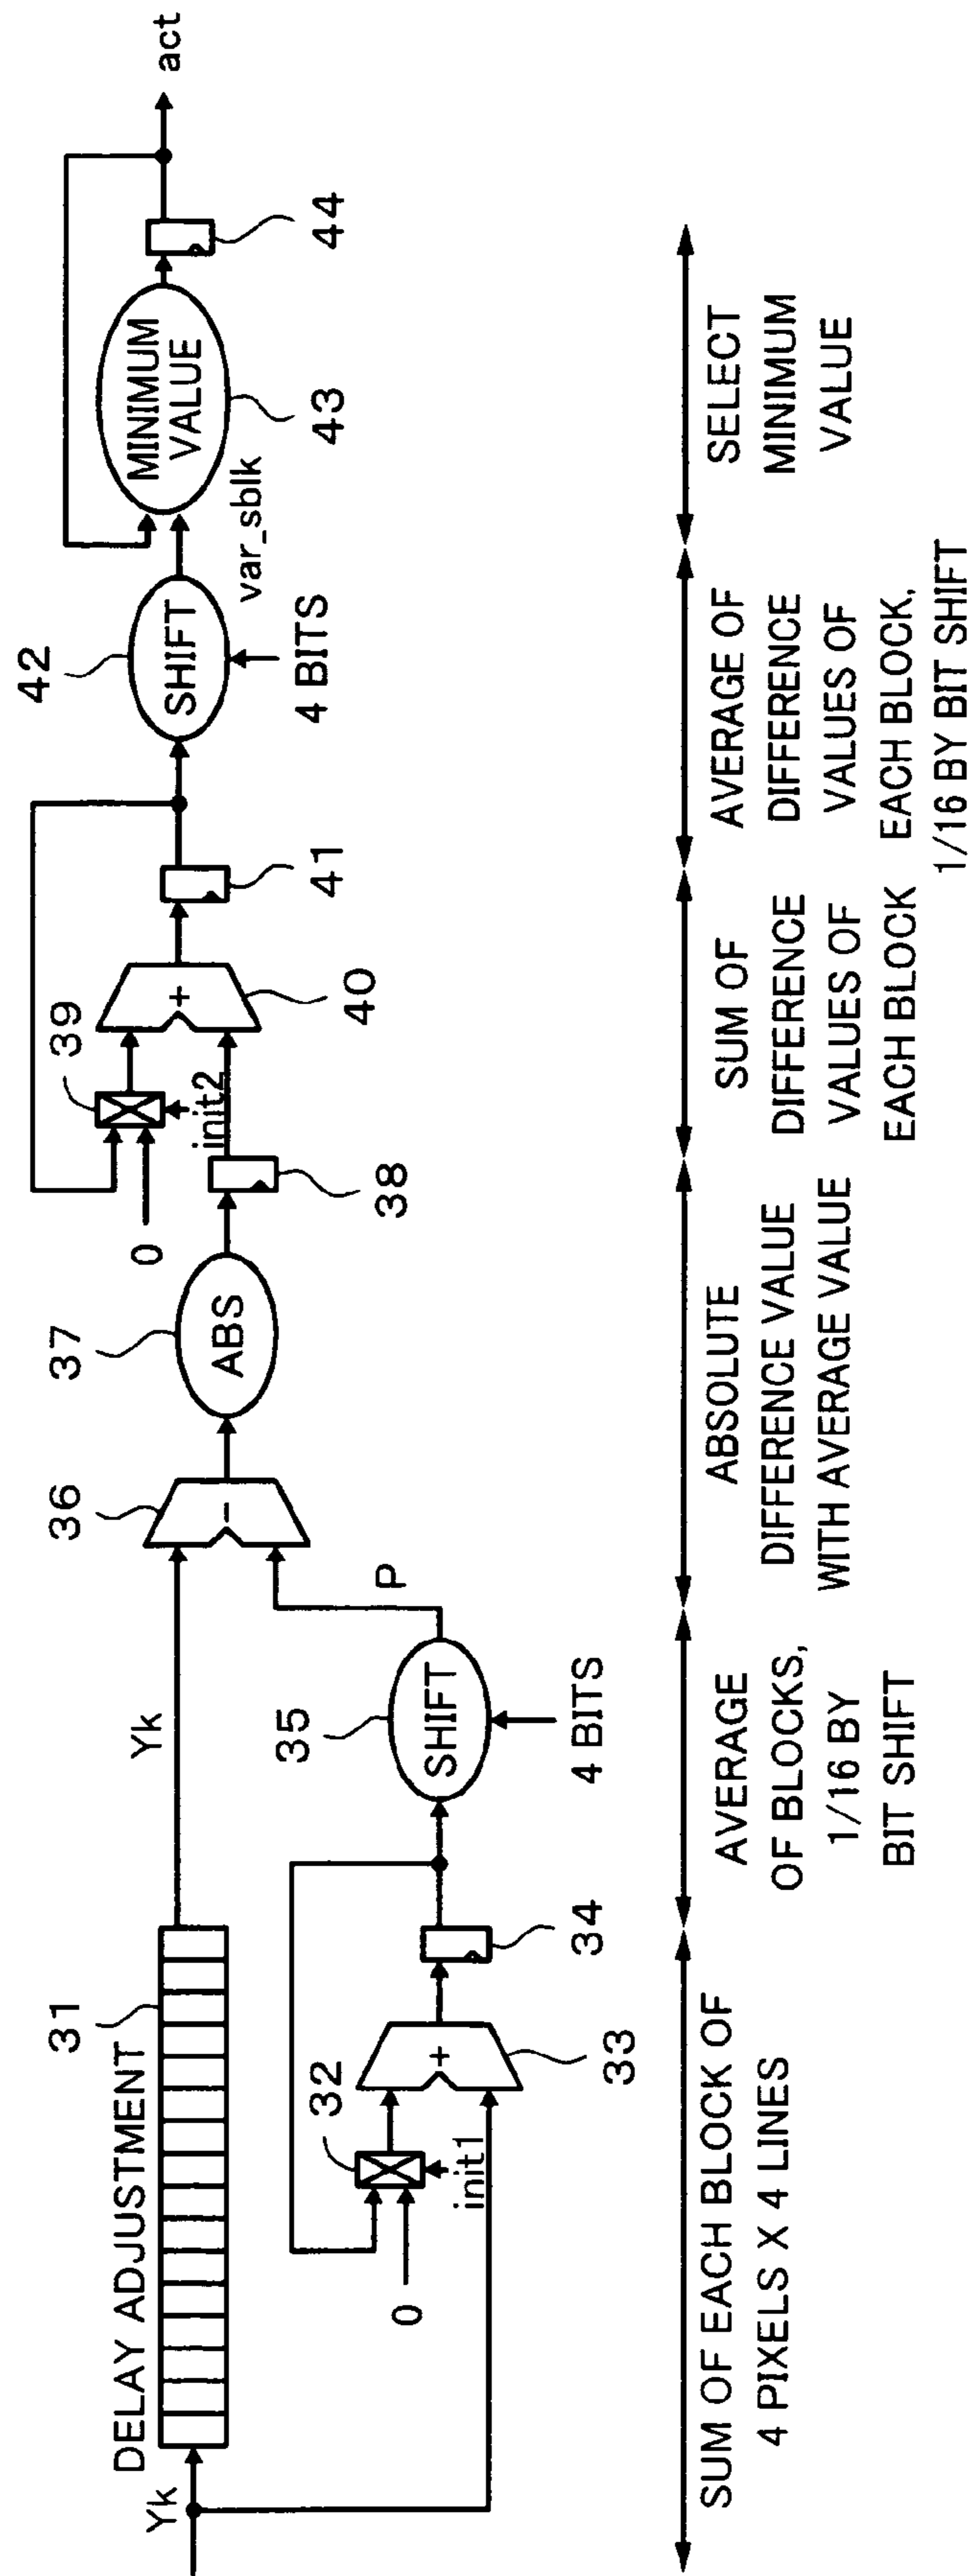 Yk
DELAY ADJUSTMENT
31
Yk
0
init1
32
+
33
34
35
SHIFT
4 BITS
P
36
−
37
ABS
38
0
init2
39
+
40
41
42
SHIFT
4 BITS
var_sblk
MINIMUM
VALUE
43
44
act
SUM OF EACH BLOCK OF
4 PIXELS X 4 LINES
AVERAGE
OF BLOCKS,
1/16 BY
BIT SHIFT
ABSOLUTE
DIFFERENCE VALUE
WITH AVERAGE VALUE
SUM OF
DIFFERENCE
VALUES OF
EACH BLOCK
AVERAGE OF
DIFFERENCE
VALUES OF
EACH BLOCK,
1/16 BY BIT SHIFT
SELECT
MINIMUM
VALUE